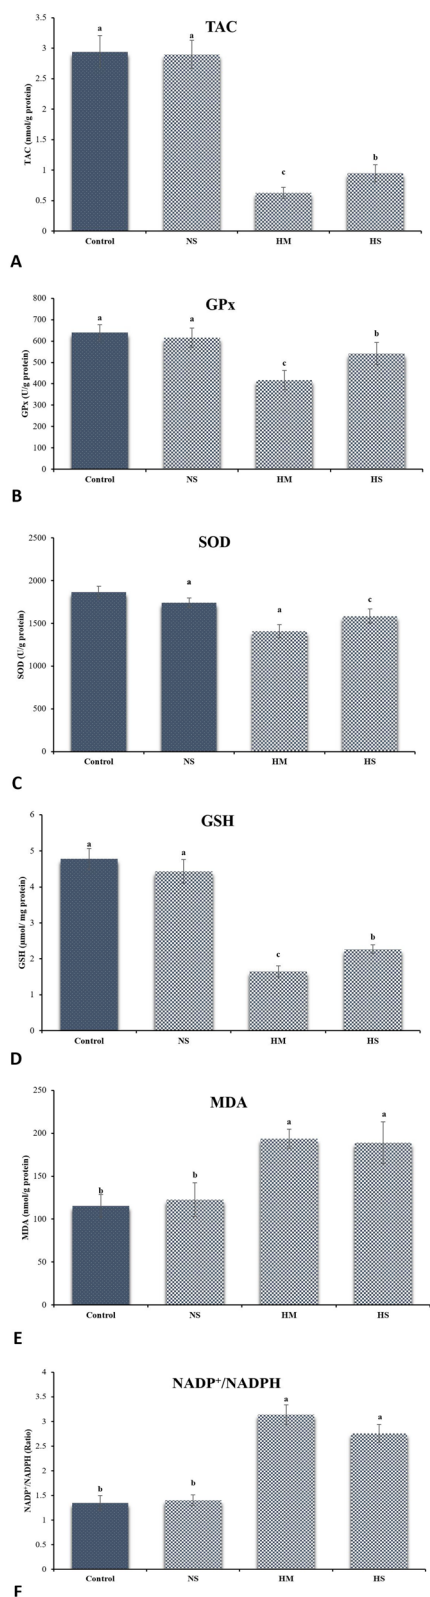 TAC
3.5
3
2.5
2
1.5
1
0.5
0
TAC (nmol/g protein)
a
a
c
b
Control NS HM HS
A
GPx
800
700
600
500
400
300
200
100
0
GPx (U/g protein)
a
a
c
b
Control NS HM HS
B
SOD
2500
2000
1500
1000
500
0
SOD (U/g protein)
a
a
c
Control NS HM HS
C
GSH
6
5
4
3
2
1
0
GSH (µmol/ mg protein)
a
a
c
b
Control NS HM HS
D
MDA
250
200
150
100
50
0
MDA (nmol/g protein)
b
b
a
a
Control NS HM HS
E
NADP⁺/NADPH
4
3.5
3
2.5
2
1.5
1
0.5
0
NADP⁺/NADPH (Ratio)
b
b
a
a
Control NS HM HS
F